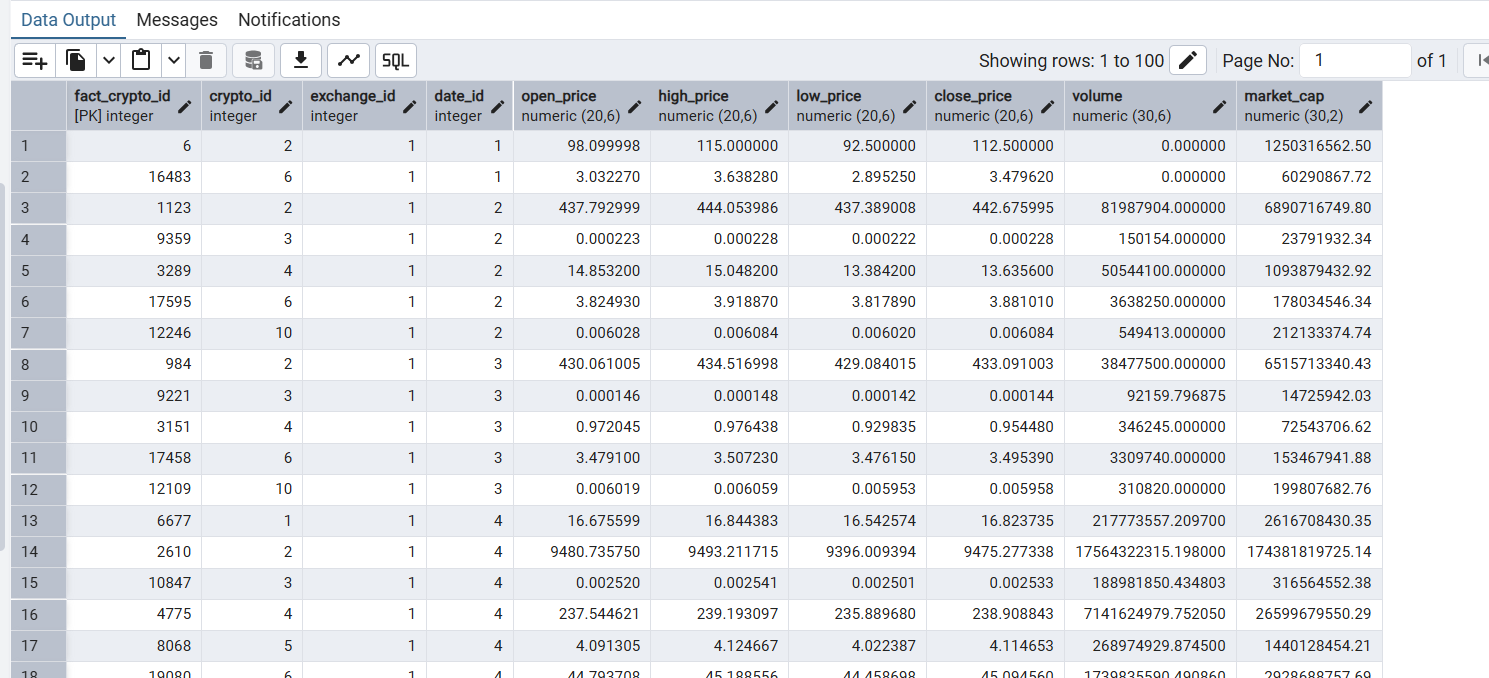 Data Output Messages Notifications
SQL Showing rows: 1 to 100 Page No: 1 of 1
fact_crypto_id crypto_id exchange_id date_id open_price high_price low_price close_price volume market_cap
[PK] integer integer integer integer numeric (20,6) numeric (20,6) numeric (20,6) numeric (20,6) numeric (30,6) numeric (30,2)
1 6 2 1 1 98.099998 115.000000 92.500000 112.500000 0.000000 1250316562.50
2 16483 6 1 1 3.032270 3.638280 2.895250 3.479620 0.000000 60290867.72
3 1123 2 1 2 437.792999 444.053986 437.389008 442.675995 81987904.000000 6890716749.80
4 9359 3 1 2 0.000223 0.000228 0.000222 0.000228 150154.000000 23791932.34
5 3289 4 1 2 14.853200 15.048200 13.384200 13.635600 50544100.000000 1093879432.92
6 17595 6 1 2 3.824930 3.918870 3.817890 3.881010 3638250.000000 178034546.34
7 12246 10 1 2 0.006028 0.006084 0.006020 0.006084 549413.000000 212133374.74
8 984 2 1 3 430.061005 434.516998 429.084015 433.091003 38477500.000000 6515713340.43
9 9221 3 1 3 0.000146 0.000148 0.000142 0.000144 92159.796875 14725942.03
10 3151 4 1 3 0.972045 0.976438 0.929835 0.954480 346245.000000 72543706.62
11 17458 6 1 3 3.479100 3.507230 3.476150 3.495390 3309740.000000 153467941.88
12 12109 10 1 3 0.006019 0.006059 0.005953 0.005958 310820.000000 199807682.76
13 6677 1 1 4 16.675599 16.844383 16.542574 16.823735 217773557.209700 2616708430.35
14 2610 2 1 4 9480.735750 9493.211715 9396.009394 9475.277338 17564322315.198000 174381819725.14
15 10847 3 1 4 0.002520 0.002541 0.002501 0.002533 188981850.434803 316564552.38
16 4775 4 1 4 237.544621 239.193097 235.889680 238.908843 7141624979.752050 26599679550.29
17 8068 5 1 4 4.091305 4.124667 4.022387 4.114653 268974929.874500 1440128454.21
18 19080 6 1 4 44.793708 45.188556 44.458698 45.094560 1739835590.490860 2928688757.69